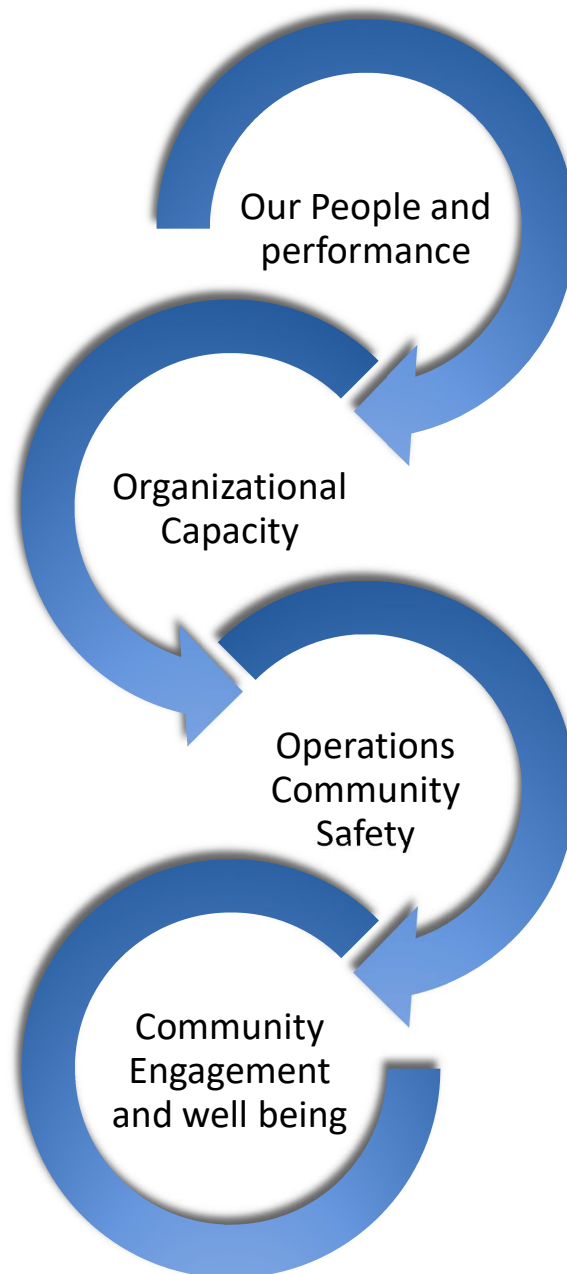 Our People and
performance
Organizational
Capacity
Operations
Community
Safety
Community
Engagement
and well being